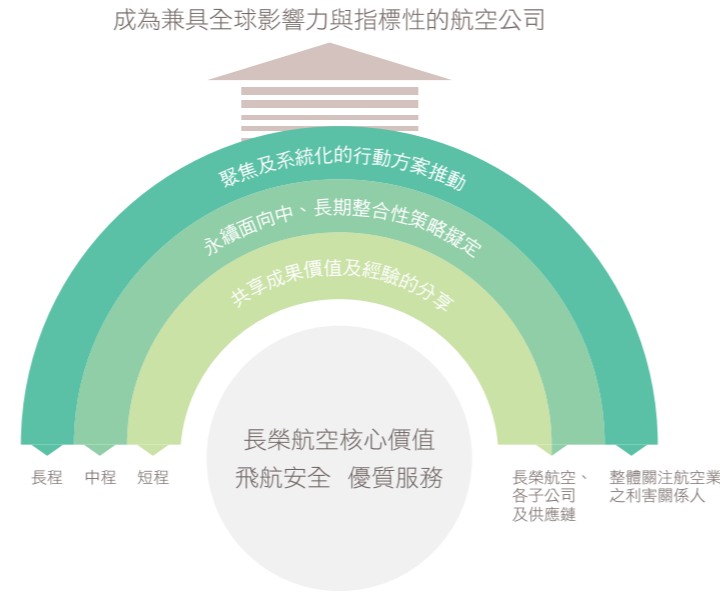 成為兼具全球影響力與指標性的航空公司
聚焦及系統化的行動方案推動
永續面向中、長期整合性策略擬定
共享成果價值及經驗的分享
長榮航空核心價值
飛航安全 優質服務
長程
中程
短程
長榮航空、
各子公司
及供應鏈
整體關注航空業
之利害關係人